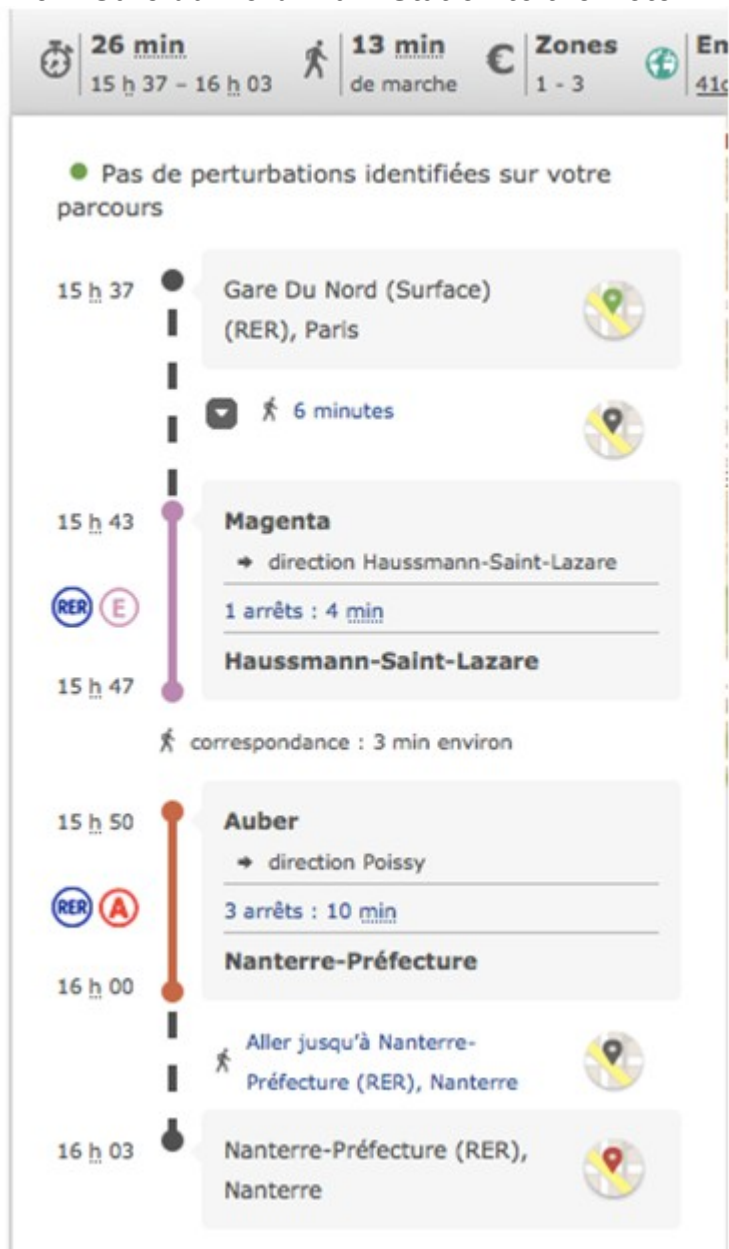 26 min
15 h 37 – 16 h 03
13 min
de marche
€
Zones
1 - 3
En
Pas de perturbations identifiées sur votre
parcours
15 h 37
Gare Du Nord (Surface)
(RER), Paris
6 minutes
15 h 43
Magenta
➜ direction Haussmann-Saint-Lazare
RER E
1 arrêts : 4 min
Haussmann-Saint-Lazare
15 h 47
correspondance : 3 min environ
15 h 50
Auber
➜ direction Poissy
RER A
3 arrêts : 10 min
Nanterre-Préfecture
16 h 00
Aller jusqu'à Nanterre-
Préfecture (RER), Nanterre
16 h 03
Nanterre-Préfecture (RER),
Nanterre